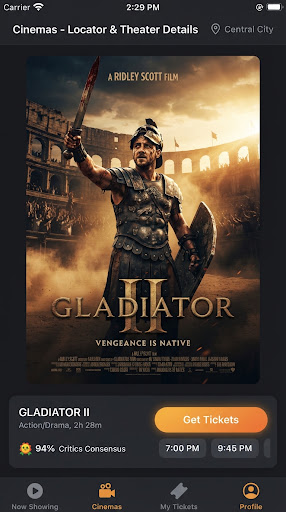 Carrier
2:29 PM
Cinemas - Locator & Theater Details
Central City
A RIDLEY SCOTT FILM
II
GLADIATOR
VENGEANCE IS NATIVE
GLADIATOR II
Action/Drama, 2h 28m
94% Critics Consensus
Get Tickets
7:00 PM
9:45 PM
Now Showing
Cinemas
My Tickets
Profile